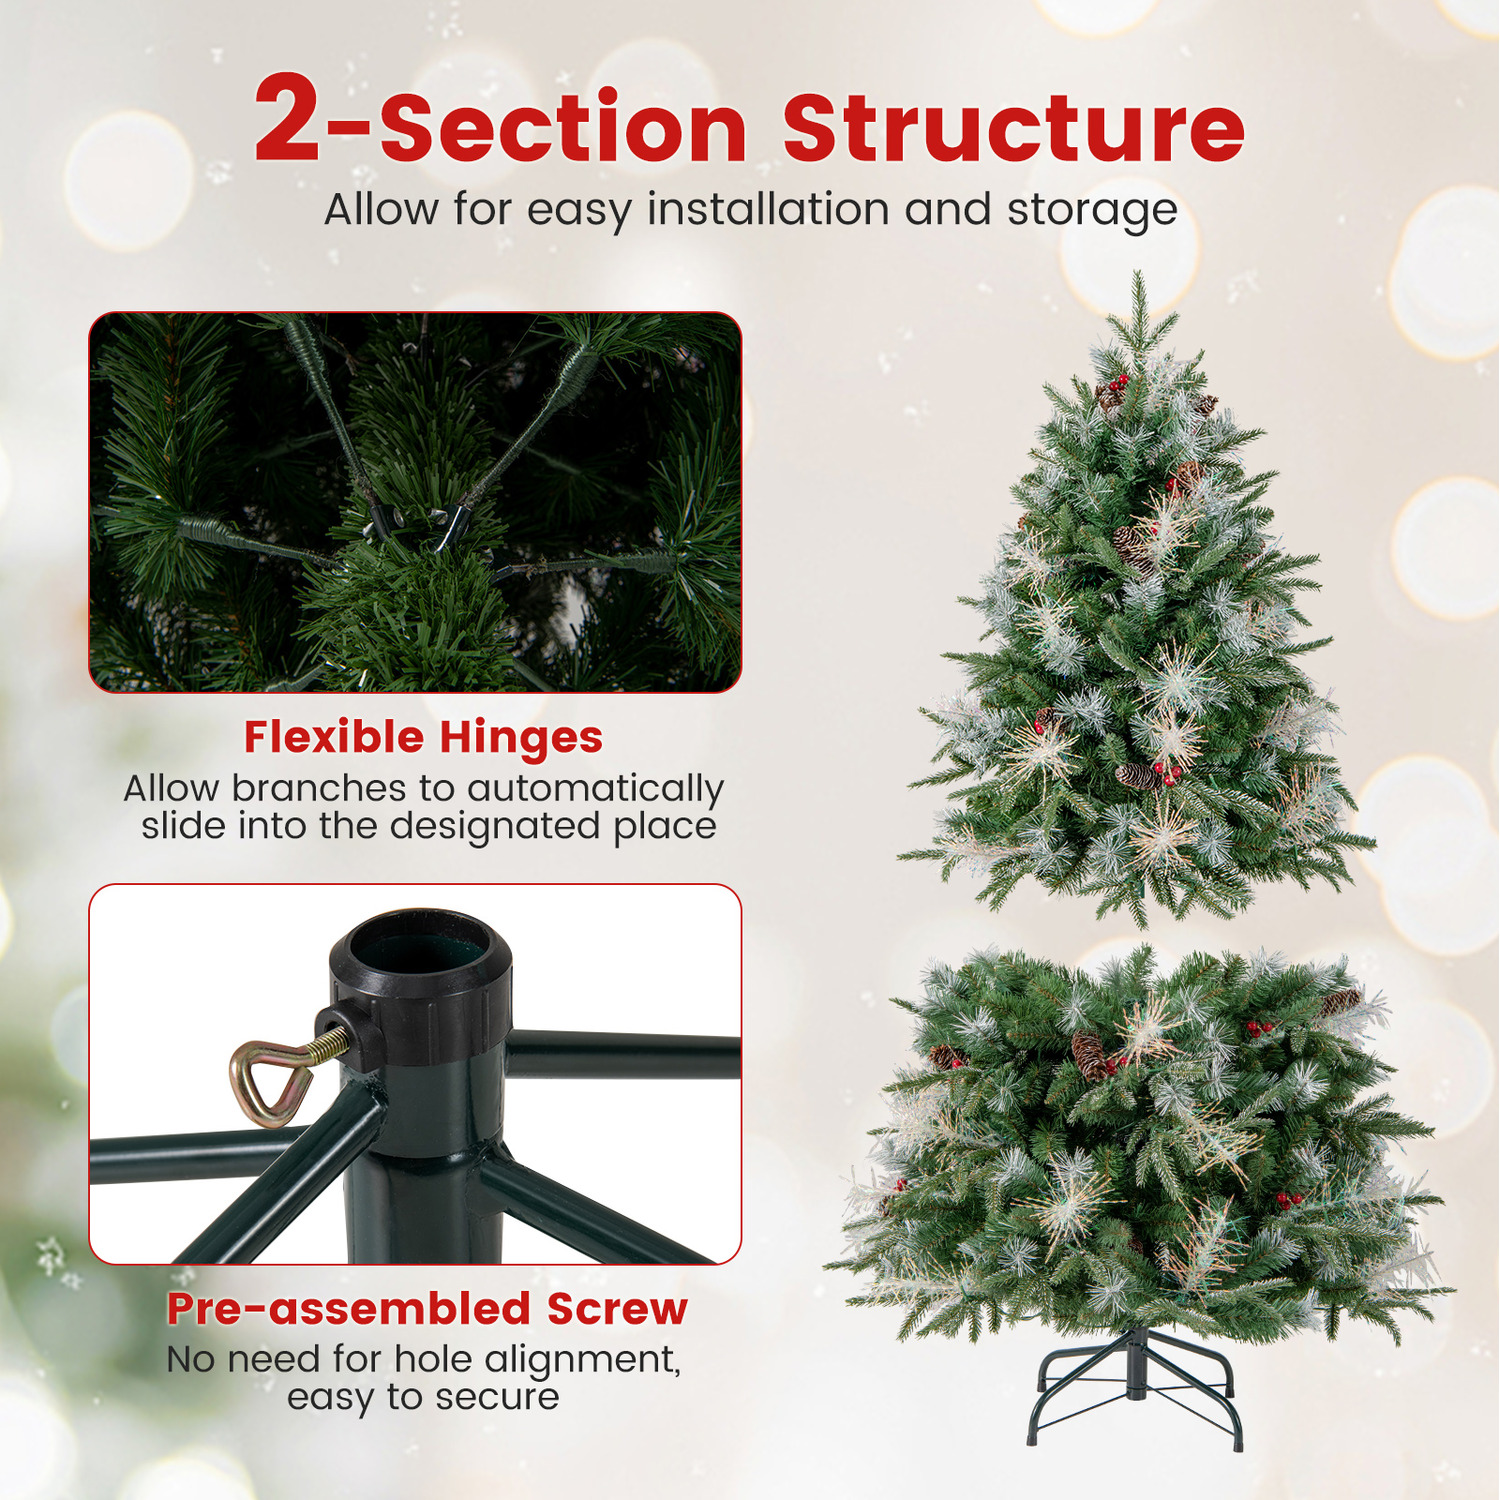 2-Section Structure
Allow for easy installation and storage
Flexible Hinges
Allow branches to automatically
slide into the designated place
Pre-assembled Screw
No need for hole alignment,
easy to secure